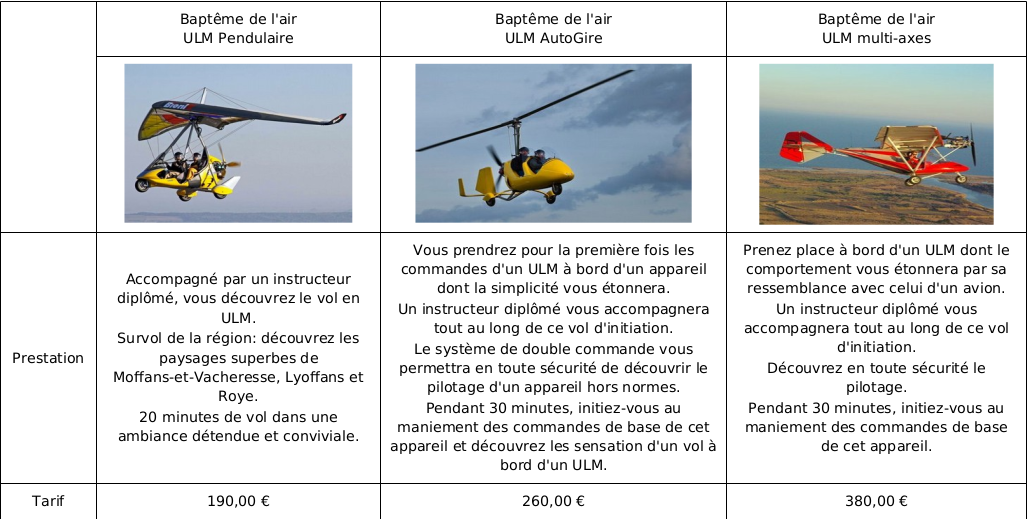 Baptême de l'air
ULM Pendulaire
Baptême de l'air
ULM AutoGire
Baptême de l'air
ULM multi-axes
Prestation
Accompagné par un instructeur
diplômé, vous découvrez le vol en
ULM.
Survol de la région: découvrez les
paysages superbes de
Moffans-et-Vacheresse, Lyoffans et
Roye.
20 minutes de vol dans une
ambiance détendue et conviviale.
Vous prendrez pour la première fois les
commandes d'un ULM à bord d'un appareil
dont la simplicité vous étonnera.
Un instructeur diplômé vous accompagnera
tout au long de ce vol d'initiation.
Le système de double commande vous
permettra en toute sécurité de découvrir le
pilotage d'un appareil hors normes.
Pendant 30 minutes, initiez-vous au
maniement des commandes de base de cet
appareil et découvrez les sensation d'un vol à
bord d'un ULM.
Prenez place à bord d'un ULM dont le
comportement vous étonnera par sa
ressemblance avec celui d'un avion.
Un instructeur diplômé vous
accompagnera tout au long de ce vol
d'initiation.
Découvrez en toute sécurité le
pilotage.
Pendant 30 minutes, initiez-vous au
maniement des commandes de base
de cet appareil.
Tarif
190,00 €
260,00 €
380,00 €